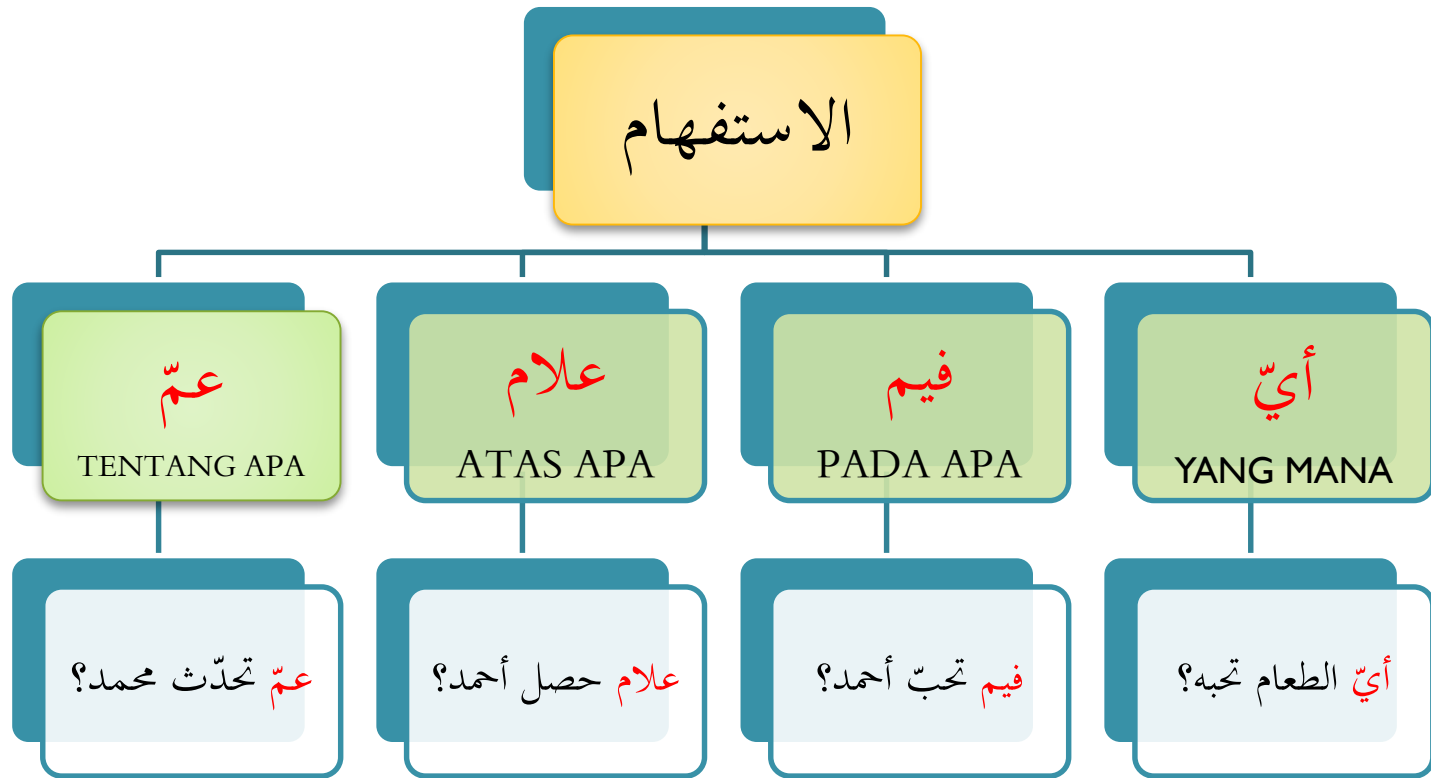 الاستفهام
أيّ
YANG MANA
فيم
PADA APA
علام
ATAS APA
عمّ
TENTANG APA
أيّ الطعام تحبه؟
فيم تحبّ أحمد؟
علام حصل أحمد؟
عمّ تحدّث محمد؟